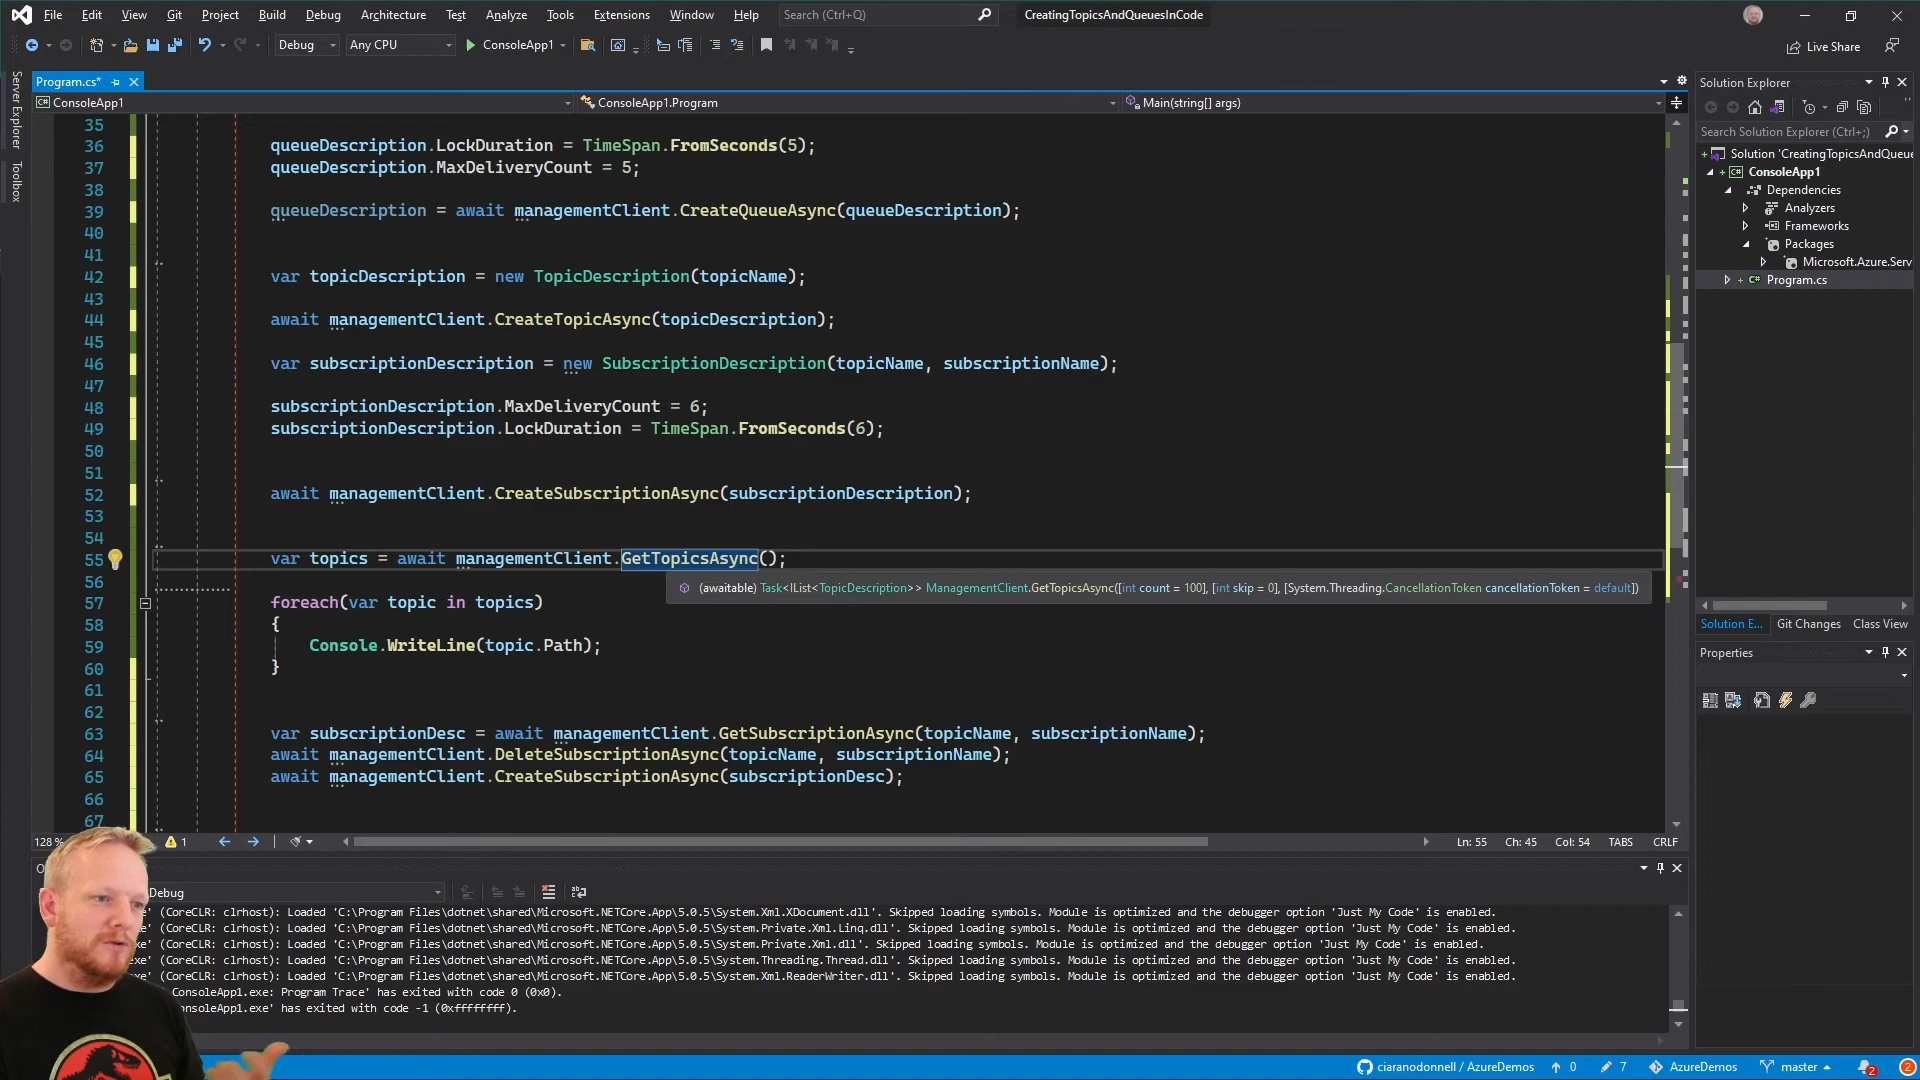 File Edit View Git Project Build Debug Architecture Test Analyze Tools Extensions Window Help Search (Ctrl+Q) CreatingTopicsAndQueuesInCode
Debug Any CPU ConsoleApp1 Live Share
Server Explorer
Toolbox
Program.cs*
ConsoleApp1 ConsoleApp1.Program Main(string[] args)
35
36 queueDescription.LockDuration = TimeSpan.FromSeconds(5);
37 queueDescription.MaxDeliveryCount = 5;
38
39 queueDescription = await managementClient.CreateQueueAsync(queueDescription);
40
41
42 var topicDescription = new TopicDescription(topicName);
43
44 await managementClient.CreateTopicAsync(topicDescription);
45
46 var subscriptionDescription = new SubscriptionDescription(topicName, subscriptionName);
47
48 subscriptionDescription.MaxDeliveryCount = 6;
49 subscriptionDescription.LockDuration = TimeSpan.FromSeconds(6);
50
51
52 await managementClient.CreateSubscriptionAsync(subscriptionDescription);
53
54
55 var topics = await managementClient.GetTopicsAsync();
56 (awaitable) Task<IList<TopicDescription>> ManagementClient.GetTopicsAsync([int count = 100], [int skip = 0], [System.Threading.CancellationToken cancellationToken = default])
57 foreach(var topic in topics)
58 {
59 Console.WriteLine(topic.Path);
60 }
61
62
63 var subscriptionDesc = await managementClient.GetSubscriptionAsync(topicName, subscriptionName);
64 await managementClient.DeleteSubscriptionAsync(topicName, subscriptionName);
65 await managementClient.CreateSubscriptionAsync(subscriptionDesc);
66
67
128 % 1 Ln: 55 Ch: 45 Col: 54 TABS CRLF
Debug
(CoreCLR: clrhost): Loaded 'C:\Program Files\dotnet\shared\Microsoft.NETCore.App\5.0.5\System.Xml.XDocument.dll'. Skipped loading symbols. Module is optimized and the debugger option 'Just My Code' is enabled.
(CoreCLR: clrhost): Loaded 'C:\Program Files\dotnet\shared\Microsoft.NETCore.App\5.0.5\System.Private.Xml.Linq.dll'. Skipped loading symbols. Module is optimized and the debugger option 'Just My Code' is enabled.
(CoreCLR: clrhost): Loaded 'C:\Program Files\dotnet\shared\Microsoft.NETCore.App\5.0.5\System.Private.Xml.dll'. Skipped loading symbols. Module is optimized and the debugger option 'Just My Code' is enabled.
(CoreCLR: clrhost): Loaded 'C:\Program Files\dotnet\shared\Microsoft.NETCore.App\5.0.5\System.Threading.Thread.dll'. Skipped loading symbols. Module is optimized and the debugger option 'Just My Code' is enabled.
(CoreCLR: clrhost): Loaded 'C:\Program Files\dotnet\shared\Microsoft.NETCore.App\5.0.5\System.Xml.ReaderWriter.dll'. Skipped loading symbols. Module is optimized and the debugger option 'Just My Code' is enabled.
ConsoleApp1.exe: Program Trace' has exited with code 0 (0x0).
onsoleApp1.exe' has exited with code -1 (0xffffffff).
Solution Explorer
Search Solution Explorer (Ctrl+;)
Solution 'CreatingTopicsAndQueue
ConsoleApp1
Dependencies
Analyzers
Frameworks
Packages
Microsoft.Azure.Serv
Program.cs
Solution E... Git Changes Class View
Properties
ciaranodonnell / AzureDemos 0 7 AzureDemos master 2 2